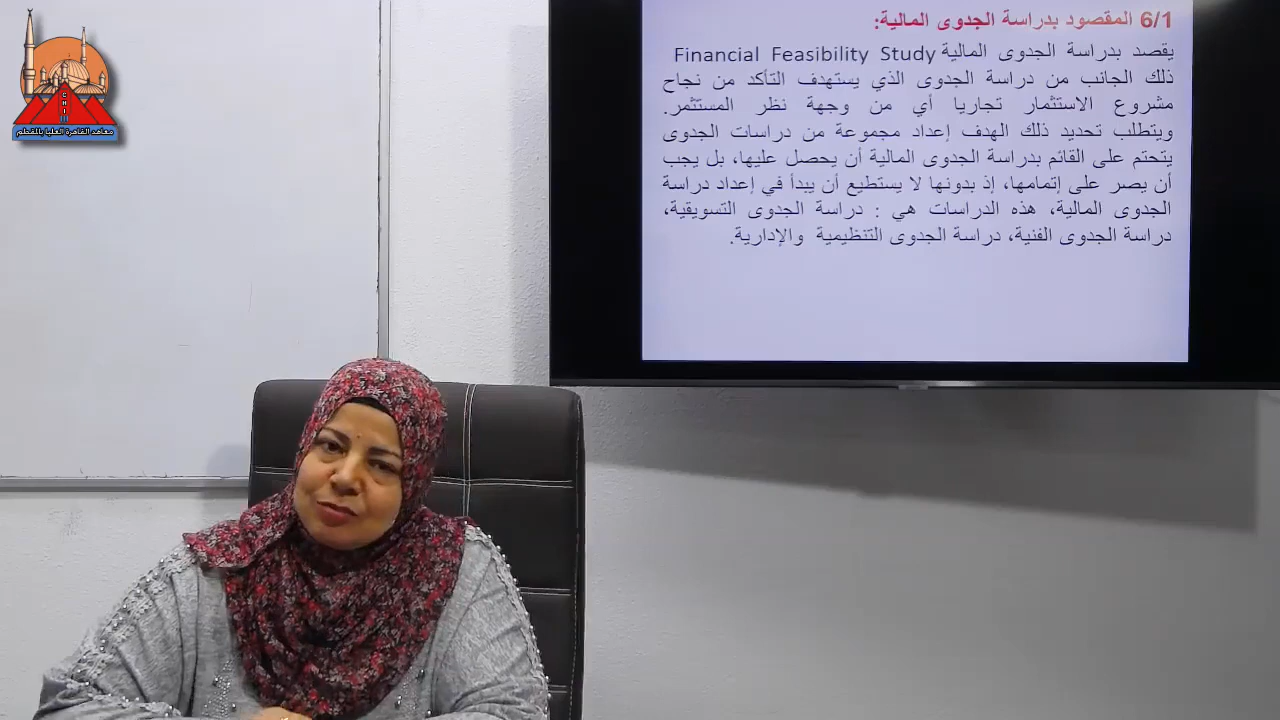 6/1 المقصود بدراسة الجدوى المالية:
يقصد بدراسة الجدوى المالية Financial Feasibility Study
ذلك الجانب من دراسة الجدوى الذي يستهدف التأكد من نجاح
مشروع الاستثمار تجاريا أي من وجهة نظر المستثمر.
ويتطلب تحديد ذلك الهدف إعداد مجموعة من دراسات الجدوى
يتحتم على القائم بدراسة الجدوى المالية أن يحصل عليها، بل يجب
أن يصر على إتمامها، إذ بدونها لا يستطيع أن يبدأ في إعداد دراسة
الجدوى المالية، هذه الدراسات هي : دراسة الجدوى التسويقية،
دراسة الجدوى الفنية، دراسة الجدوى التنظيمية والإدارية.
CHI
معاهد القاهرة العليا بالمقطم